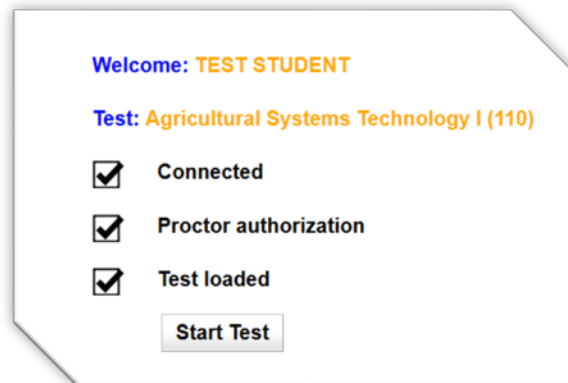 Welcome: TEST STUDENT
Test: Agricultural Systems Technology I (110)
Connected
Proctor authorization
Test loaded
Start Test